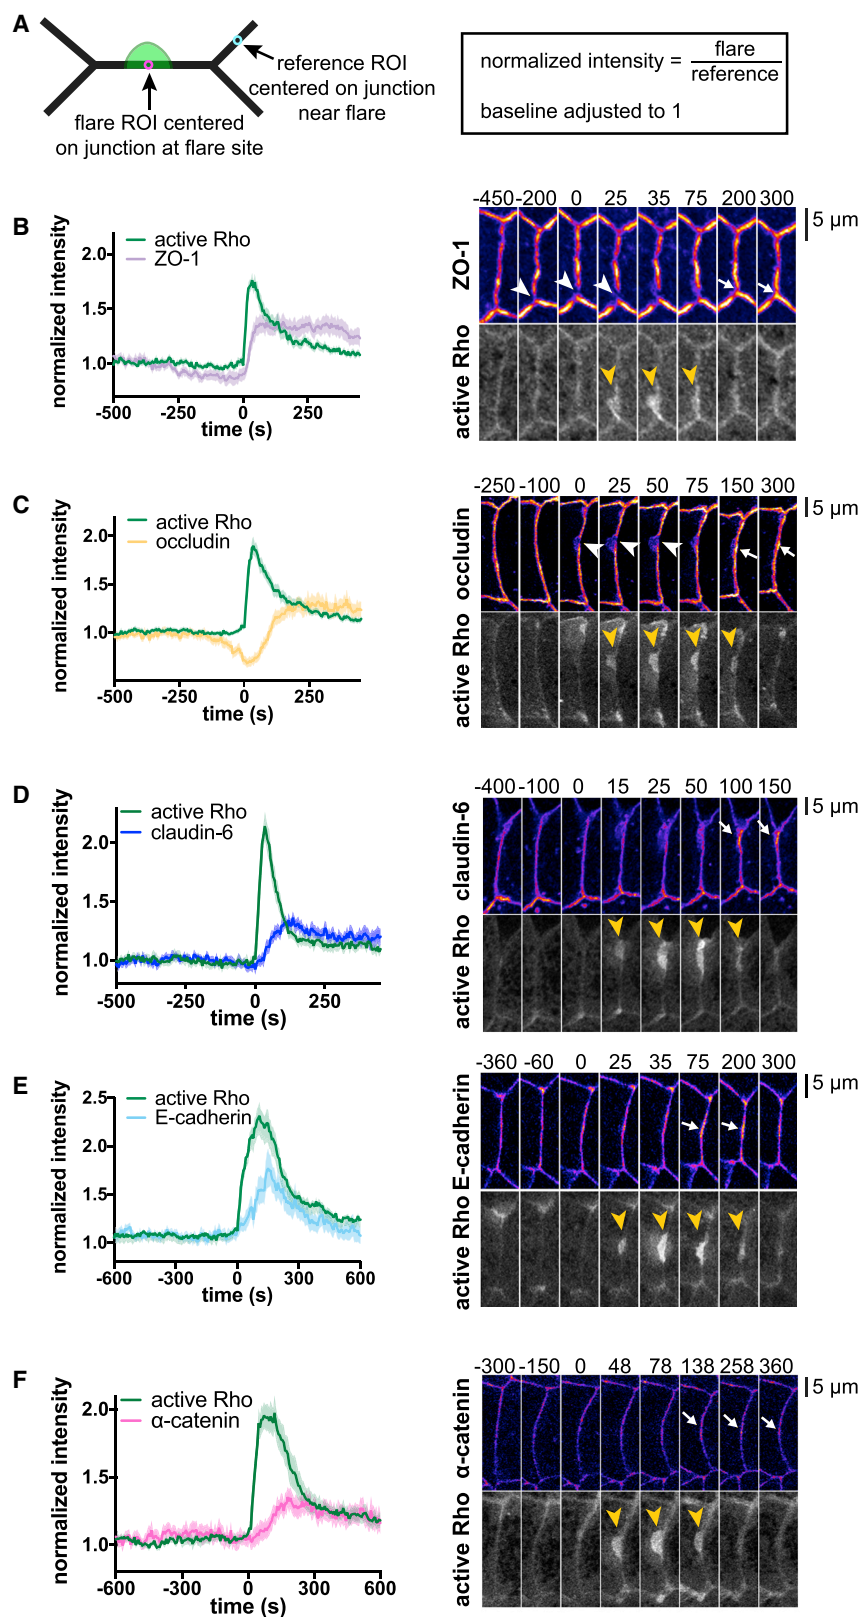 A
reference ROI
centered on junction
near flare
flare ROI centered
on junction at flare site
normalized intensity = flare / reference
baseline adjusted to 1
B
normalized intensity
2.0
1.5
1.0
active Rho
ZO-1
-500 -250 0 250
time (s)
-450 -200 0 25 35 75 200 300
5 µm
ZO-1
active Rho
C
normalized intensity
2.0
1.5
1.0
active Rho
occludin
-500 -250 0 250
time (s)
-250 -100 0 25 50 75 150 300
5 µm
occludin
active Rho
D
normalized intensity
2.0
1.5
1.0
active Rho
claudin-6
-500 -250 0 250
time (s)
-400 -100 0 15 25 50 100 150
5 µm
claudin-6
active Rho
E
normalized intensity
2.5
2.0
1.5
1.0
active Rho
E-cadherin
-600 -300 0 300 600
time (s)
-360 -60 0 25 35 75 200 300
5 µm
E-cadherin
active Rho
F
normalized intensity
2.0
1.5
1.0
active Rho
α-catenin
-600 -300 0 300 600
time (s)
-300 -150 0 48 78 138 258 360
5 µm
α-catenin
active Rho